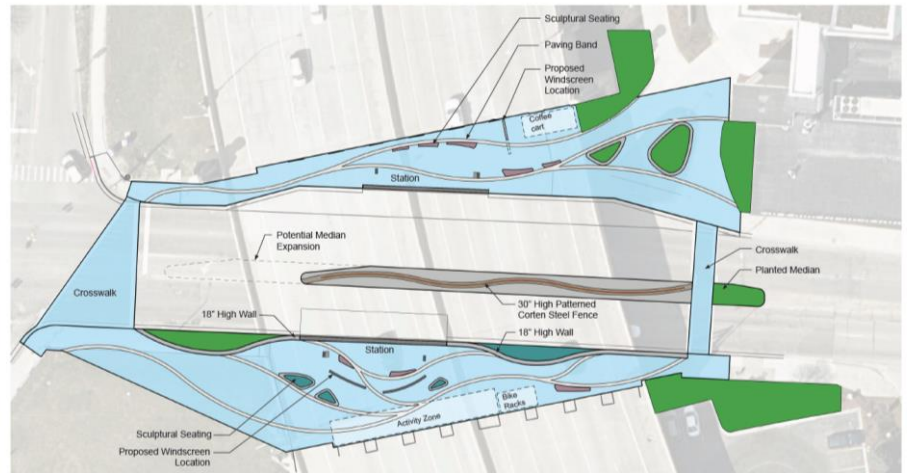 Sculptural Seating
Paving Band
Proposed
Windscreen
Location
Coffee
cart
Station
Potential Median
Expansion
Crosswalk
Crosswalk
Planted Median
30" High Patterned
Corten Steel Fence
18" High Wall
18" High Wall
Station
Bike
Racks
Activity Zone
Sculptural Seating
Proposed Windscreen
Location